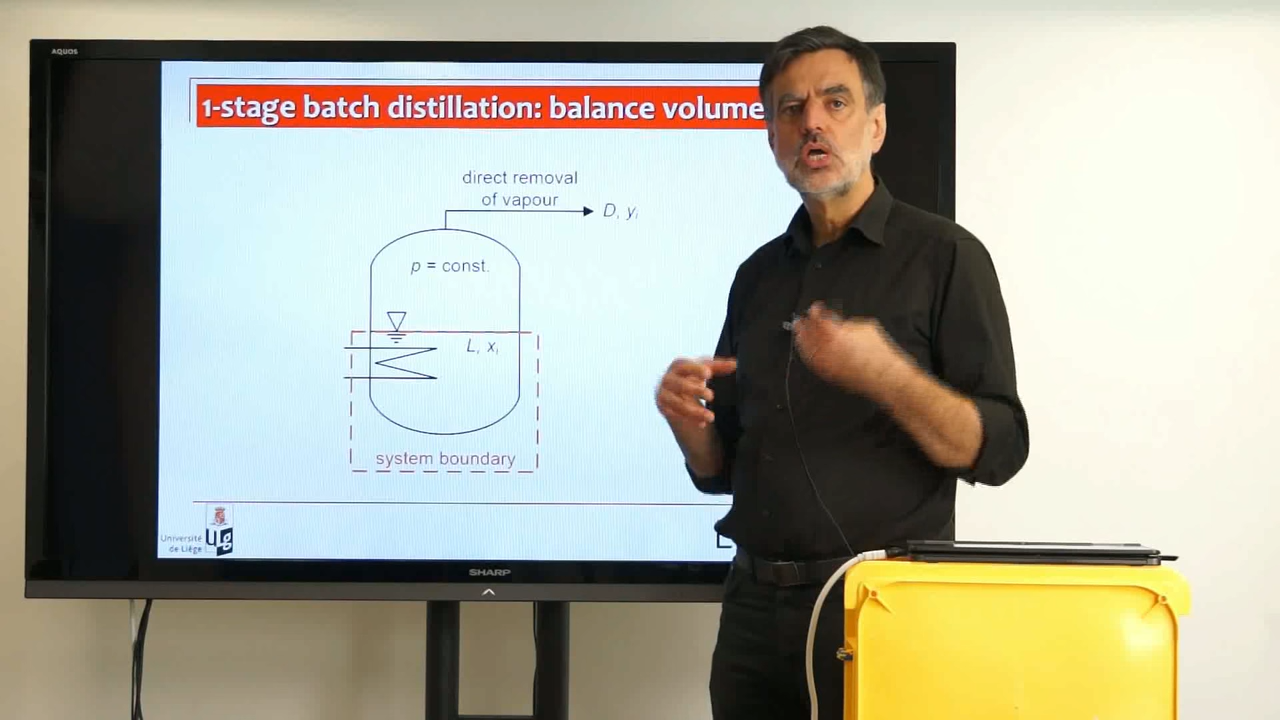 AQUOS
1-stage batch distillation: balance volume
direct removal
of vapour
D, yᵢ
p = const.
L, xᵢ
system boundary
Université
de Liège
ULg
SHARP